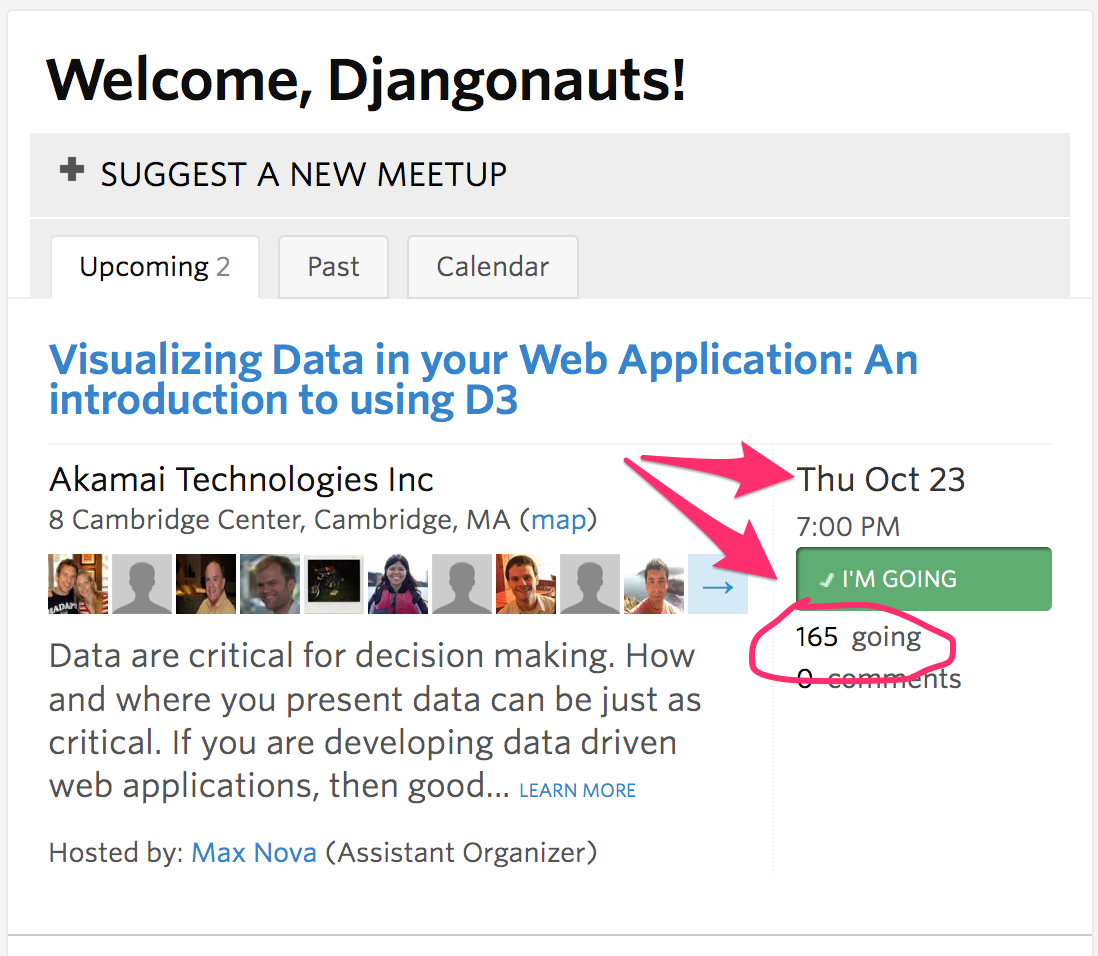 Welcome, Djangonauts!
SUGGEST A NEW MEETUP
Upcoming 2
Past
Calendar
Visualizing Data in your Web Application: An
introduction to using D3
Akamai Technologies Inc
8 Cambridge Center, Cambridge, MA (map)
Data are critical for decision making. How
and where you present data can be just as
critical. If you are developing data driven
web applications, then good... LEARN MORE
Hosted by: Max Nova (Assistant Organizer)
Thu Oct 23
7:00 PM
I'M GOING
165 going
0 comments